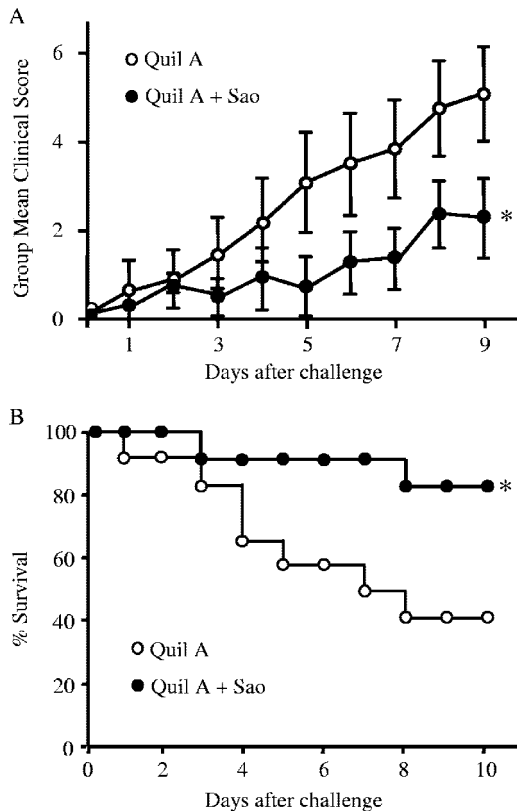 A
6
4
2
0
Group Mean Clinical Score
Quil A
Quil A + Sao
*
1 3 5 7 9
Days after challenge
B
100
80
60
40
20
0
% Survival
*
Quil A
Quil A + Sao
0 2 4 6 8 10
Days after challenge